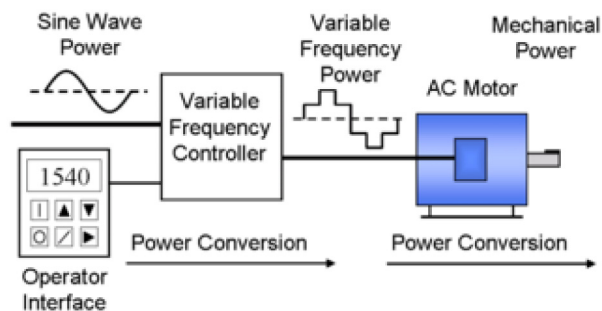 Sine Wave
Power
Variable
Frequency
Power
Mechanical
Power
AC Motor
Variable
Frequency
Controller
1540
Operator
Interface
Power Conversion
Power Conversion